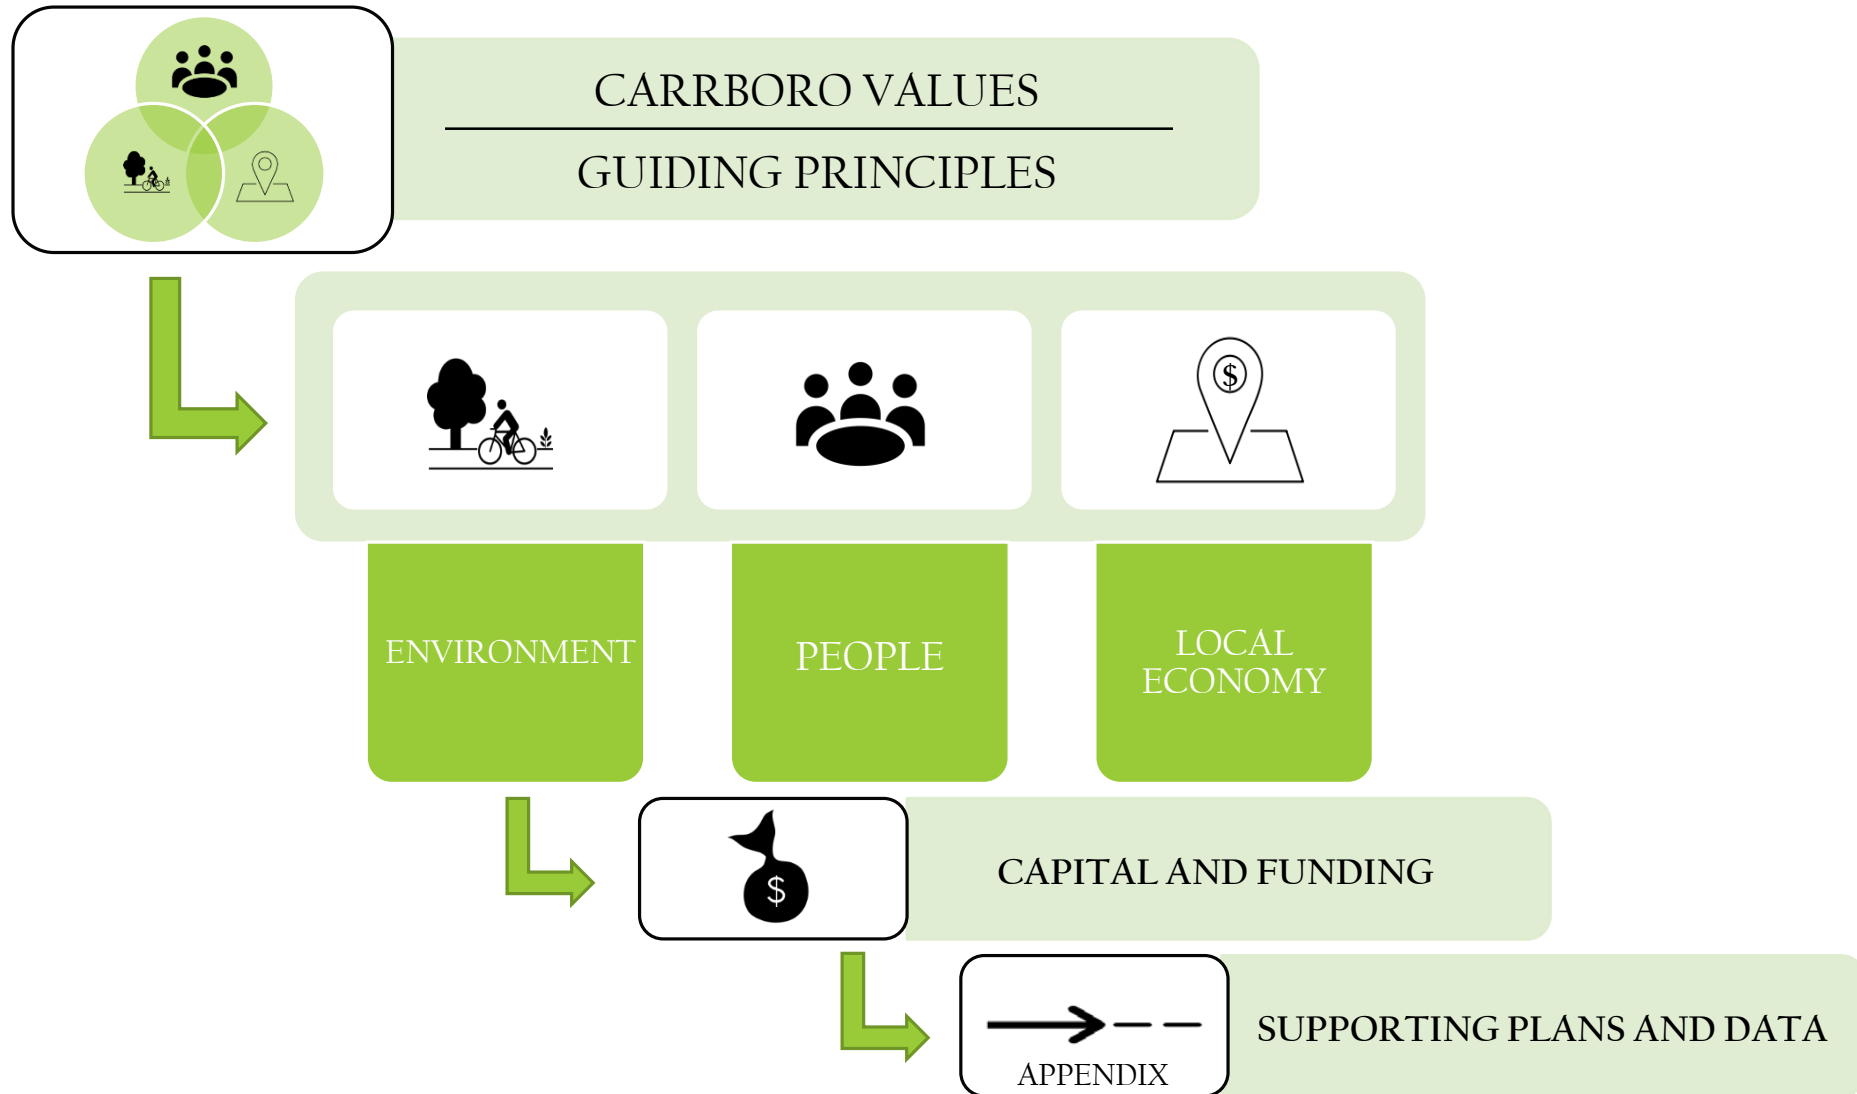 CARRBORO VALUES
GUIDING PRINCIPLES
$
ENVIRONMENT
PEOPLE
LOCAL
ECONOMY
$
CAPITAL AND FUNDING
APPENDIX
SUPPORTING PLANS AND DATA